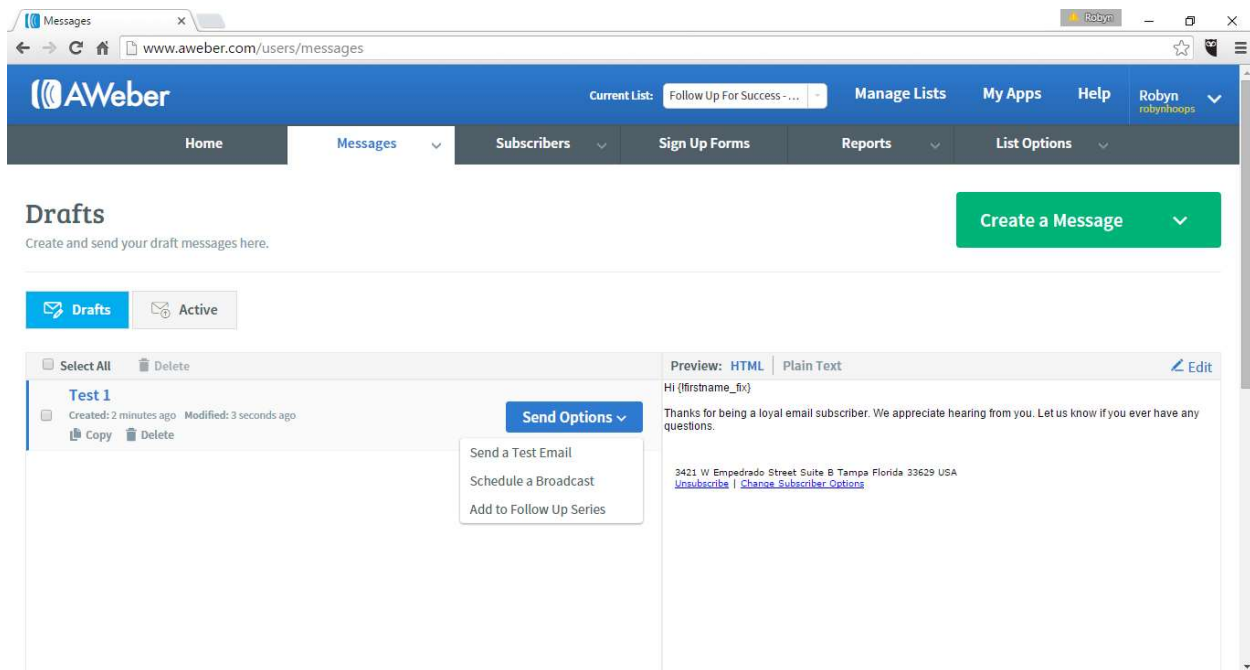 Messages
Robyn
www.aweber.com/users/messages
AWeber
Current List: Follow Up For Success - ...
Manage Lists
My Apps
Help
Robyn
robynhoops
Home
Messages
Subscribers
Sign Up Forms
Reports
List Options
Drafts
Create and send your draft messages here.
Create a Message
Drafts
Active
Select All
Delete
Test 1
Created: 2 minutes ago Modified: 3 seconds ago
Copy
Delete
Send Options
Send a Test Email
Schedule a Broadcast
Add to Follow Up Series
Preview: HTML | Plain Text
Edit
Hi {!firstname_fix}
Thanks for being a loyal email subscriber. We appreciate hearing from you. Let us know if you ever have any
questions.
3421 W Empedrado Street Suite B Tampa Florida 33629 USA
Unsubscribe | Change Subscriber Options